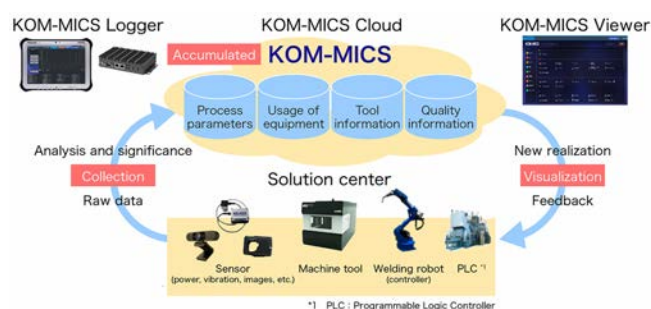 KOM-MICS Logger
KOM-MICS Cloud
KOM-MICS Viewer
Accumulated
KOM-MICS
Process
parameters
Usage of
equipment
Tool
information
Quality
information
Analysis and significance
Collection
Raw data
New realization
Visualization
Feedback
Solution center
Sensor
(power, vibration, images, etc.)
Machine tool
Welding robot
(controller)
PLC *1
*1 PLC : Programmable Logic Controller